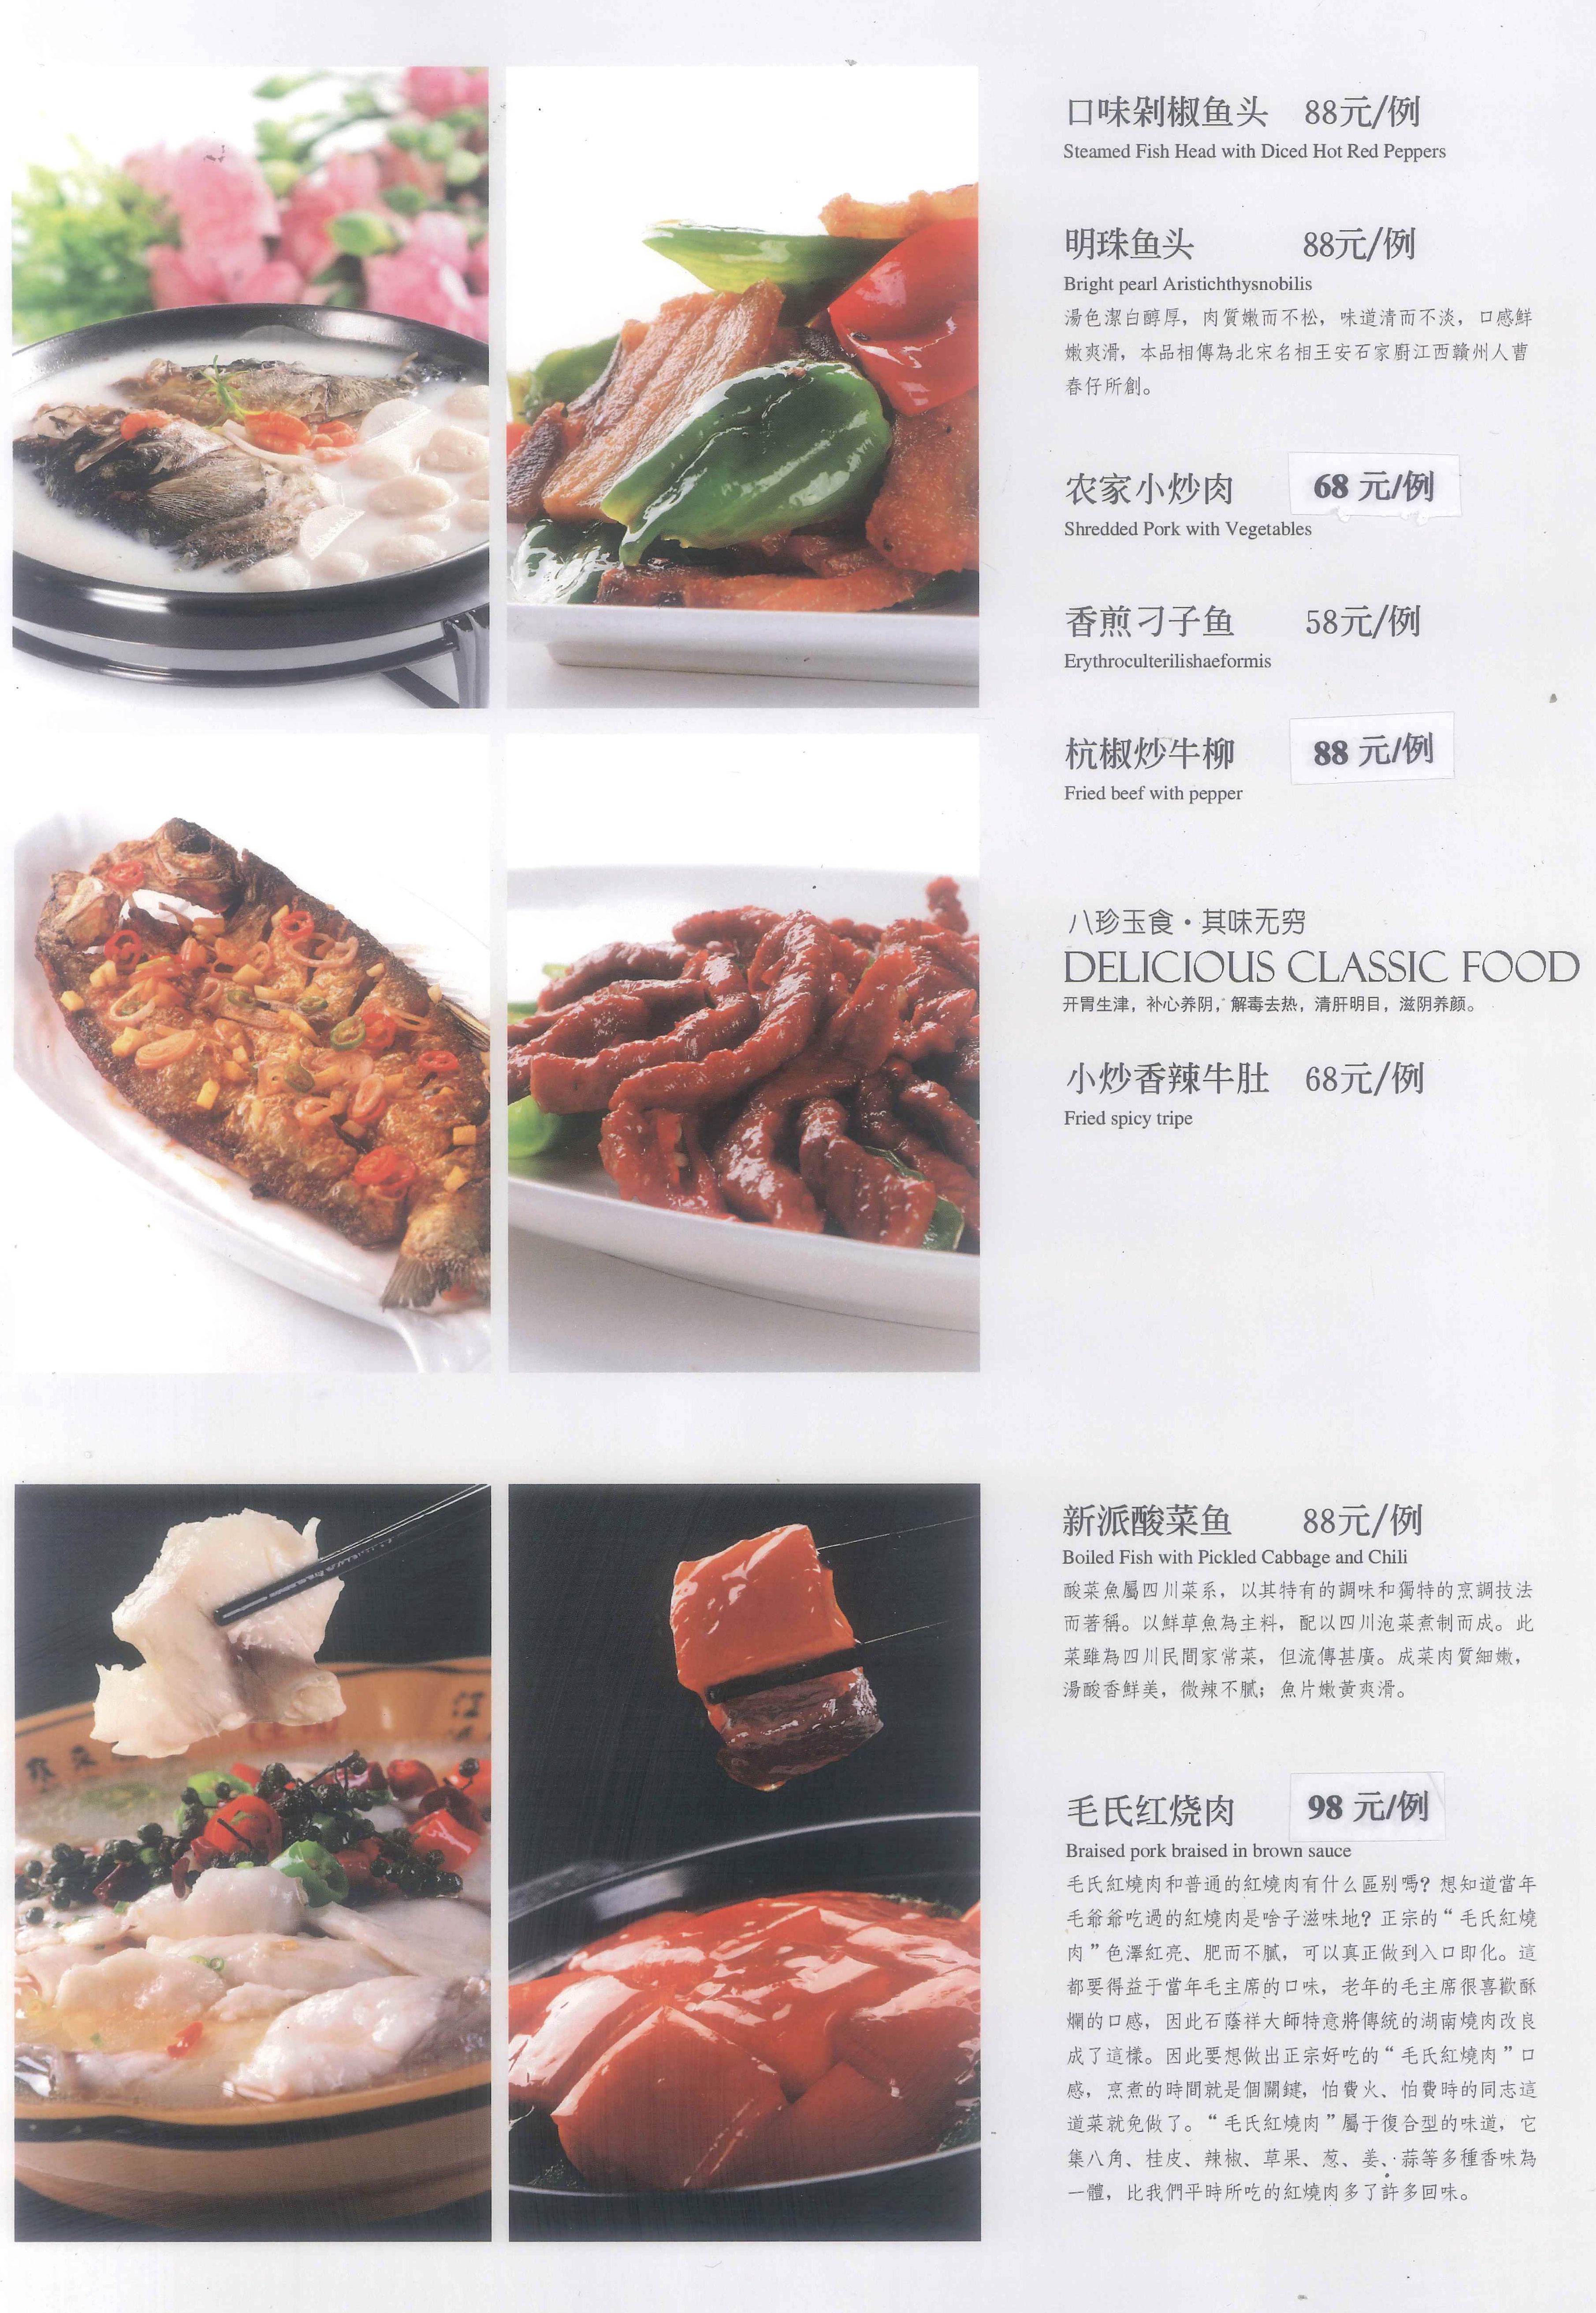 口味剁椒鱼头 88元/例
Steamed Fish Head with Diced Hot Red Peppers
明珠鱼头 88元/例
Bright pearl Aristichthysnobilis
湯色潔白醇厚，肉質嫩而不松，味道清而不淡，口感鮮
嫩爽滑，本品相傳為北宋名相王安石家廚江西贛州人曹
春仔所創。
农家小炒肉 68 元/例
Shredded Pork with Vegetables
香煎刁子鱼 58元/例
Erythroculterilishaeformis
杭椒炒牛柳 88 元/例
Fried beef with pepper
八珍玉食·其味无穷
DELICIOUS CLASSIC FOOD
开胃生津，补心养阴，解毒去热，清肝明目，滋阴养颜。
小炒香辣牛肚 68元/例
Fried spicy tripe
新派酸菜鱼 88元/例
Boiled Fish with Pickled Cabbage and Chili
酸菜魚屬四川菜系，以其特有的調味和獨特的烹調技法
而著稱。以鮮草魚為主料，配以四川泡菜煮制而成。此
菜雖為四川民間家常菜，但流傳甚廣。成菜肉質細嫩，
湯酸香鮮美，微辣不膩；魚片嫩黃爽滑。
毛氏红烧肉 98 元/例
Braised pork braised in brown sauce
毛氏紅燒肉和普通的紅燒肉有什么區别嗎？想知道當年
毛爺爺吃過的紅燒肉是啥子滋味地？正宗的“毛氏紅燒
肉”色澤紅亮、肥而不膩，可以真正做到入口即化。這
都要得益于當年毛主席的口味，老年的毛主席很喜歡酥
爛的口感，因此石蔭祥大師特意將傳統的湖南燒肉改良
成了這樣。因此要想做出正宗好吃的“毛氏紅燒肉”口
感，烹煮的時間就是個關鍵，怕費火、怕費時的同志這
道菜就免做了。“毛氏紅燒肉”屬于復合型的味道，它
集八角、桂皮、辣椒、草果、葱、姜、蒜等多種香味為
一體，比我們平時所吃的紅燒肉多了許多回味。